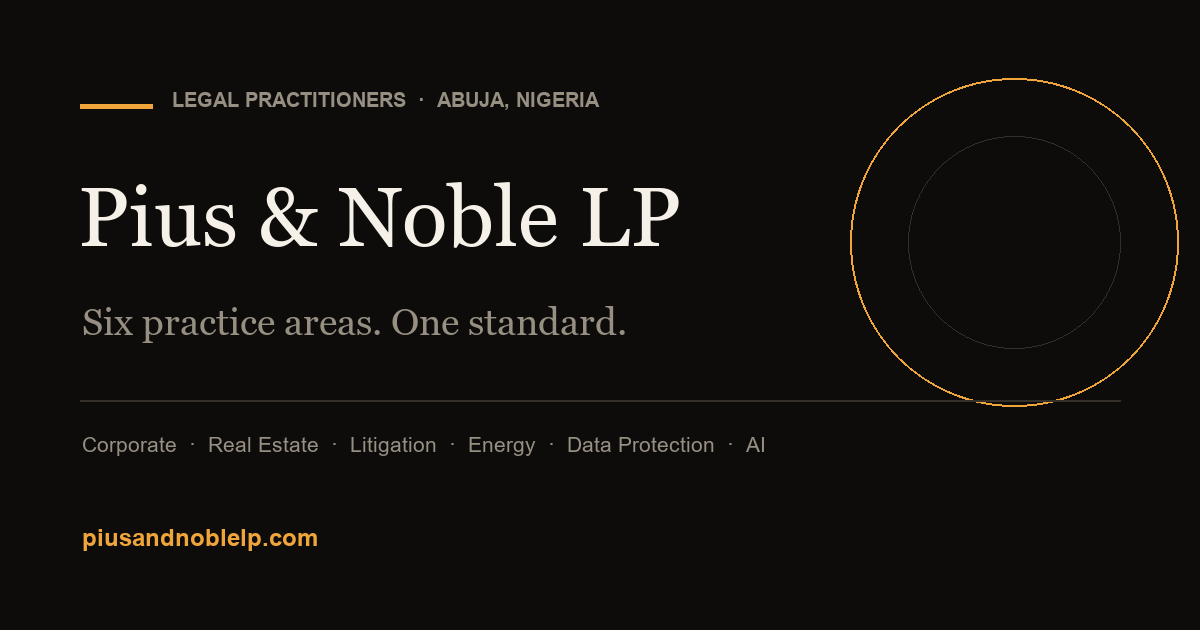 LEGAL PRACTITIONERS · ABUJA, NIGERIA
Pius & Noble LP
Six practice areas. One standard.
Corporate · Real Estate · Litigation · Energy · Data Protection · AI
piusandnoblelp.com